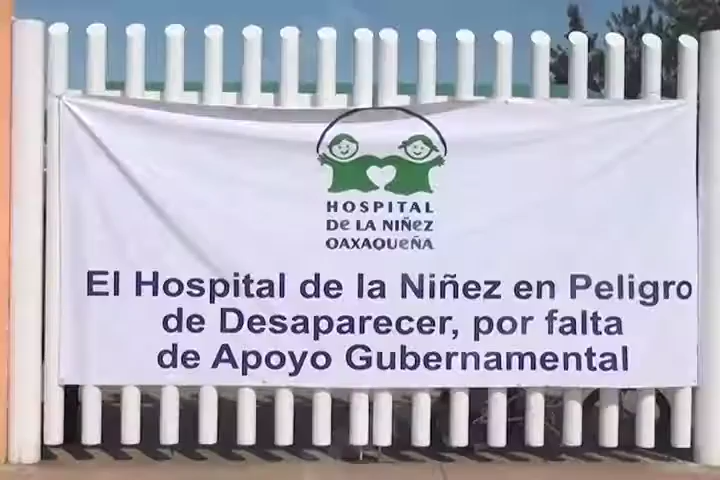 HOSPITAL
DE LA NIÑEZ
OAXAQUEÑA
El Hospital de la Niñez en Peligro
de Desaparecer, por falta
de Apoyo Gubernamental